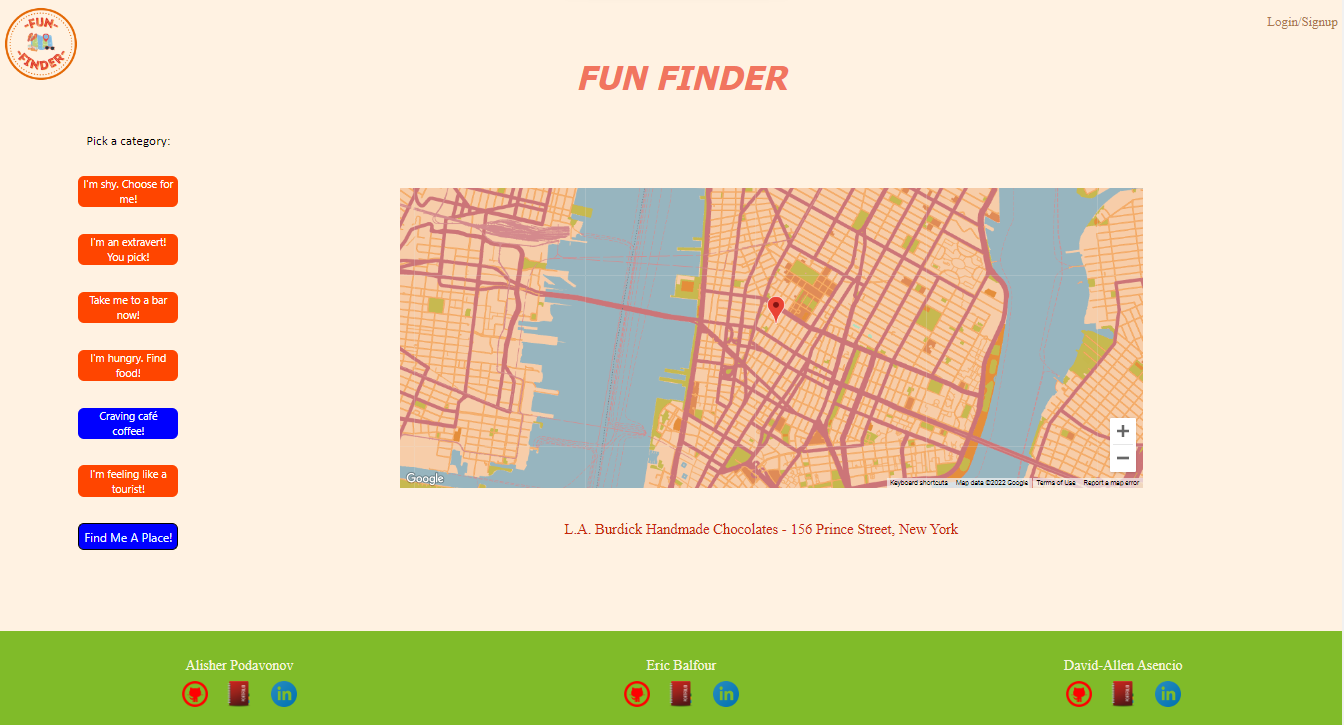 -FUN-
-FINDER-
Login/Signup
FUN FINDER
Pick a category:
I'm shy. Choose for
me!
I'm an extravert!
You pick!
Take me to a bar
now!
I'm hungry. Find
food!
Craving café
coffee!
I'm feeling like a
tourist!
Find Me A Place!
Google
Keyboard shortcuts
Map data ©2022 Google
Terms of Use
Report a map error
L.A. Burdick Handmade Chocolates - 156 Prince Street, New York
Alisher Podavonov
Eric Balfour
David-Allen Asencio
in
in
in